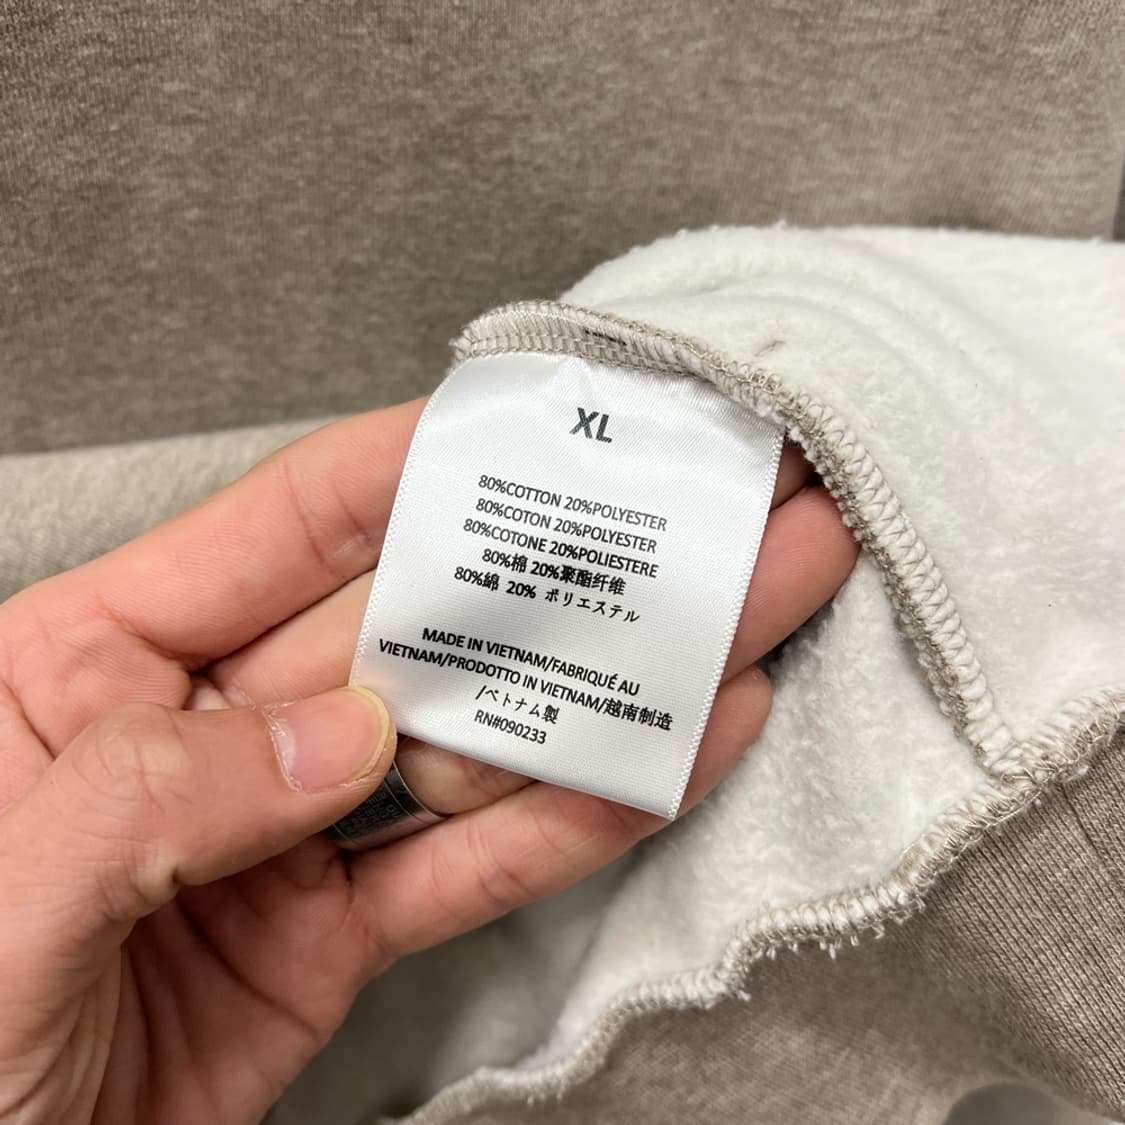 XL
80%COTTON 20%POLYESTER
80%COTON 20%POLYESTER
80%COTONE 20%POLIESTERE
80%棉 20%聚酯纤维
80%綿 20% ポリエステル
MADE IN VIETNAM/FABRIQUÉ AU
VIETNAM/PRODOTTO IN VIETNAM/越南制造
/ベトナム製
RN#090233